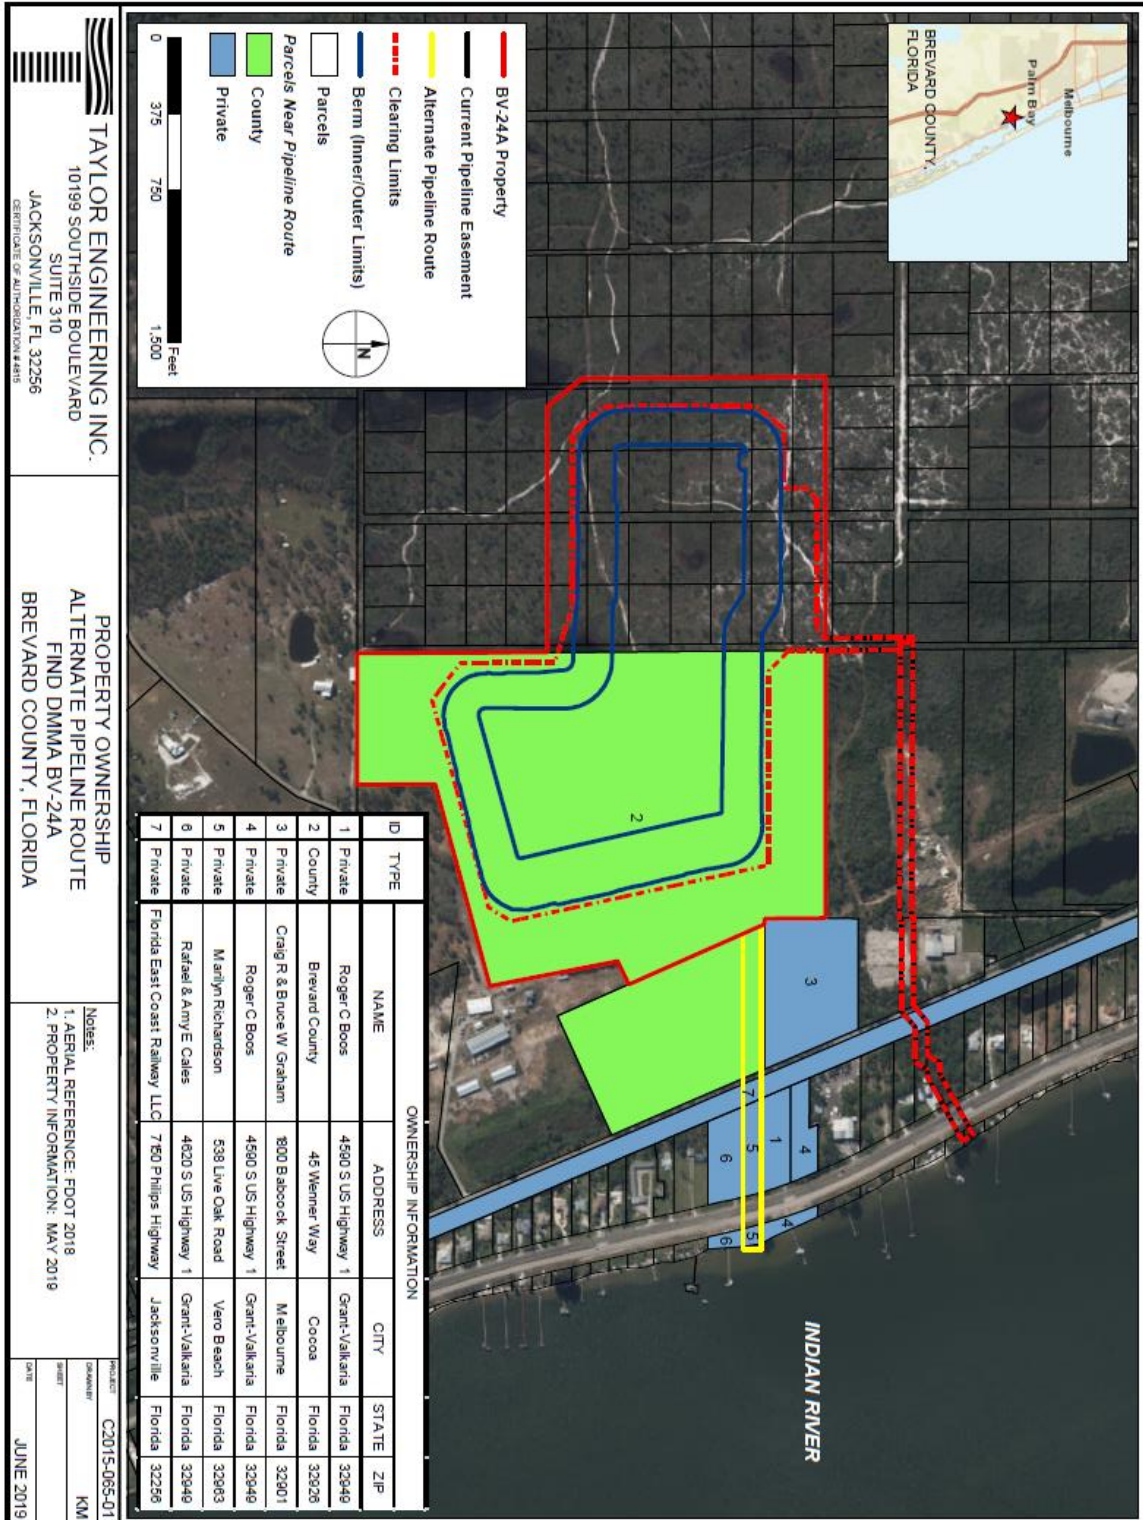 BREVARD COUNTY,
FLORIDA
Palm Bay
Melbourne
BV-24A Property
Current Pipeline Easement
Alternate Pipeline Route
Clearing Limits
Berm (Inner/Outer Limits)
Parcels
Parcels Near Pipeline Route
County
Private
N
0 375 750 1,500
Feet
2
3
4
1
7
5
6
4
5
6
INDIAN RIVER
OWNERSHIP INFORMATION
ID TYPE NAME ADDRESS CITY STATE ZIP
1 Private Roger C Boos 4590 S US Highway 1 Grant-Valkaria Florida 32949
2 County Brevard County 45 Wenner Way Cocoa Florida 32926
3 Private Craig R & Bruce W Graham 1800 Babcock Street Melbourne Florida 32901
4 Private Roger C Boos 4590 S US Highway 1 Grant-Valkaria Florida 32949
5 Private Marilyn Richardson 538 Live Oak Road Vero Beach Florida 32963
6 Private Rafael & Amy E Cales 4620 S US Highway 1 Grant-Valkaria Florida 32949
7 Private Florida East Coast Railway LLC 7150 Philips Highway Jacksonville Florida 32256
TAYLOR ENGINEERING INC.
10199 SOUTHSIDE BOULEVARD
SUITE 310
JACKSONVILLE, FL 32256
CERTIFICATE OF AUTHORIZATION # 4815
PROPERTY OWNERSHIP
ALTERNATE PIPELINE ROUTE
FIND DMMA BV-24A
BREVARD COUNTY, FLORIDA
Notes:
1. AERIAL REFERENCE: FDOT 2018
2. PROPERTY INFORMATION: MAY 2019
PROJECT C2015-065-01
DRAWN BY KM
SHEET
DATE JUNE 2019